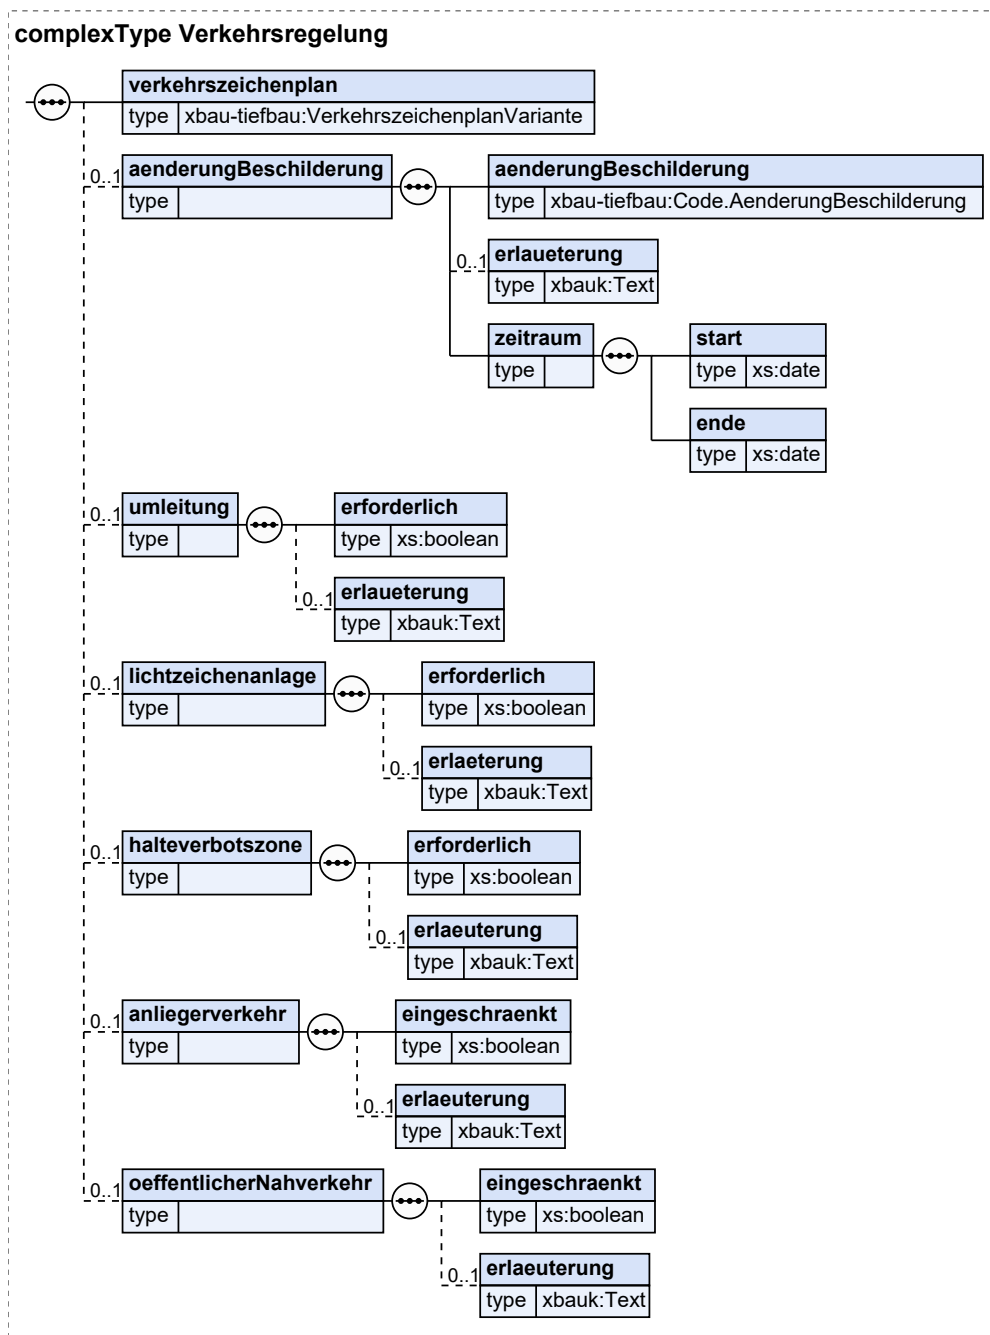 complexType Verkehrsregelung
verkehrszeichenplan
type xbau-tiefbau:VerkehrszeichenplanVariante
0..1 aenderungBeschilderung
type
aenderungBeschilderung
type xbau-tiefbau:Code.AenderungBeschilderung
0..1 erlaueterung
type xbauk:Text
zeitraum
type
start
type xs:date
ende
type xs:date
0..1 umleitung
type
erforderlich
type xs:boolean
0..1 erlaueterung
type xbauk:Text
0..1 lichtzeichenanlage
type
erforderlich
type xs:boolean
0..1 erlaeterung
type xbauk:Text
0..1 halteverbotszone
type
erforderlich
type xs:boolean
0..1 erlaeuterung
type xbauk:Text
0..1 anliegerverkehr
type
eingeschraenkt
type xs:boolean
0..1 erlaeuterung
type xbauk:Text
0..1 oeffentlicherNahverkehr
type
eingeschraenkt
type xs:boolean
0..1 erlaeuterung
type xbauk:Text